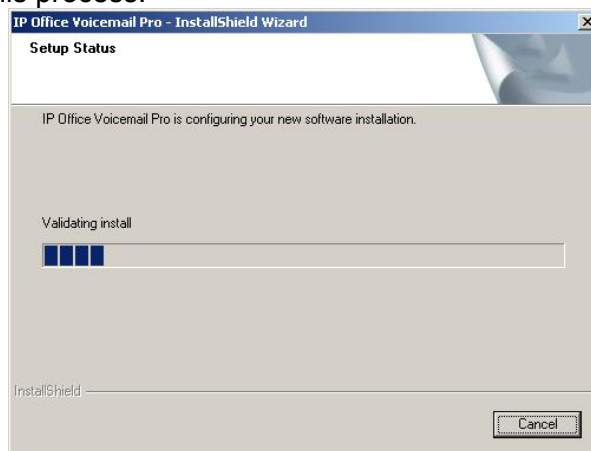 process.
IP Office Voicemail Pro - InstallShield Wizard
Setup Status
IP Office Voicemail Pro is configuring your new software installation.
Validating install
InstallShield
Cancel